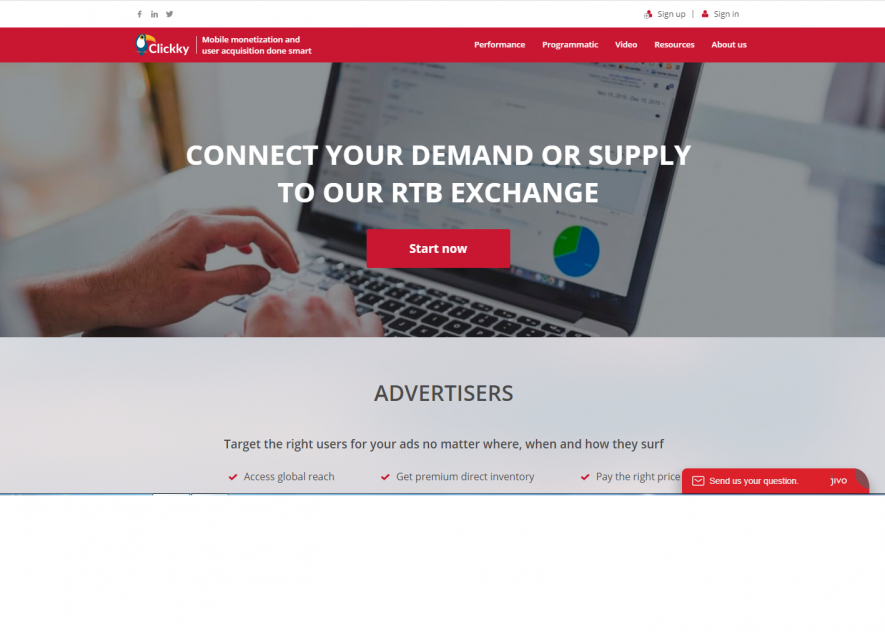 Sign up | Sign in
Clickky
Mobile monetization and
user acquisition done smart
Performance Programmatic Video Resources About us
CONNECT YOUR DEMAND OR SUPPLY
TO OUR RTB EXCHANGE
Start now
ADVERTISERS
Target the right users for your ads no matter where, when and how they surf
Access global reach Get premium direct inventory Pay the right price
Send us your question. JIVO